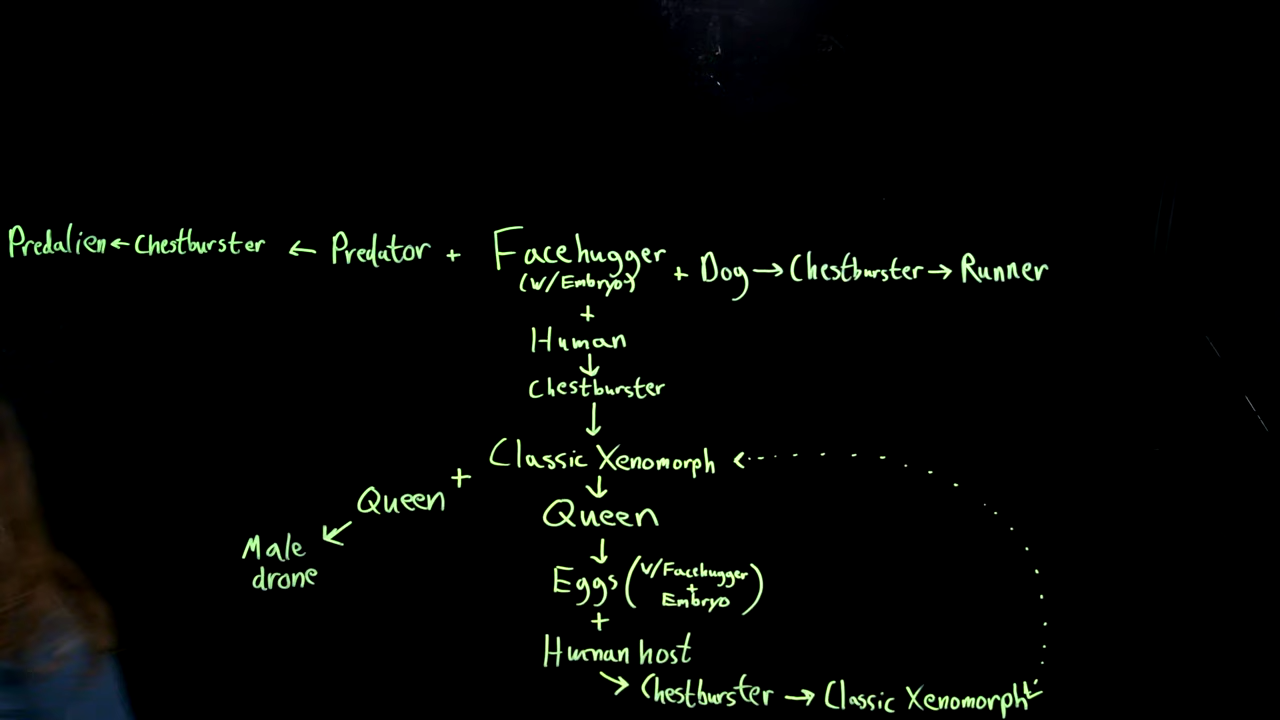 Predalien ← Chestburster ← Predator + Facehugger + Dog → Chestburster → Runner
(w/Embryo)
+
Human
↓
Chestburster
↓
Classic Xenomorph
+
Queen
Male
drone
↓
Queen
↓
Eggs (w/Facehugger
+
Embryo)
+
Human host
→ Chestburster → Classic Xenomorph